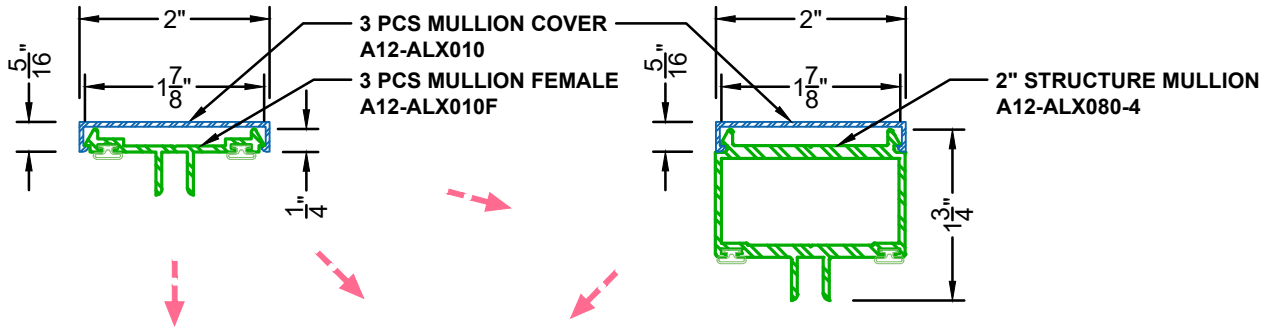 2"
3 PCS MULLION COVER
A12-ALX010
2"
5/16"
1 7/8"
3 PCS MULLION FEMALE
A12-ALX010F
5/16"
1 7/8"
2" STRUCTURE MULLION
A12-ALX080-4
1/4"
1 3/4"